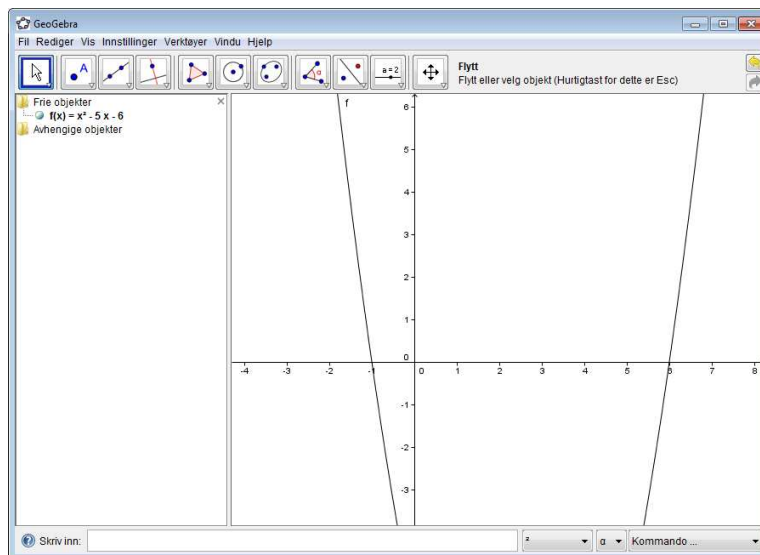 GeoGebra
Fil Rediger Vis Innstillinger Verktøyer Vindu Hjelp
A
α
a = 2
Flytt
Flytt eller velg objekt (Hurtigtast for dette er Esc)
Frie objekter
f(x) = x² - 5 x - 6
Avhengige objekter
f
6
5
4
3
2
1
0
-4 -3 -2 -1 0 1 2 3 4 5 6 7 8
-1
-2
-3
Skriv inn:
² α Kommando ...